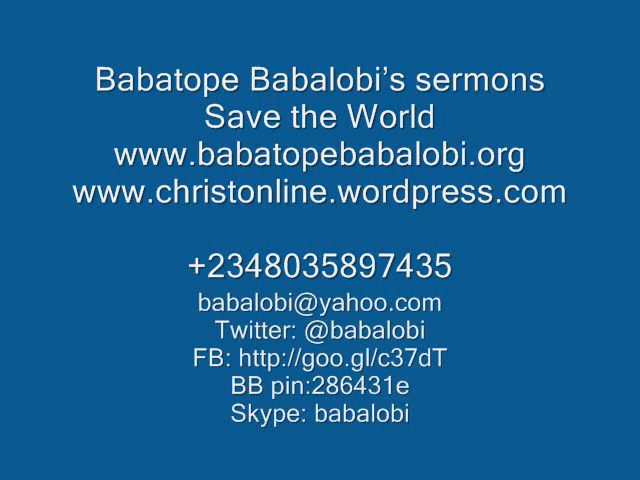 Babatope Babalobi’s sermons
Save the World
www.babatopebabalobi.org
www.christonline.wordpress.com
+2348035897435
babalobi@yahoo.com
Twitter: @babalobi
FB: http://goo.gl/c37dT
BB pin:286431e
Skype: babalobi